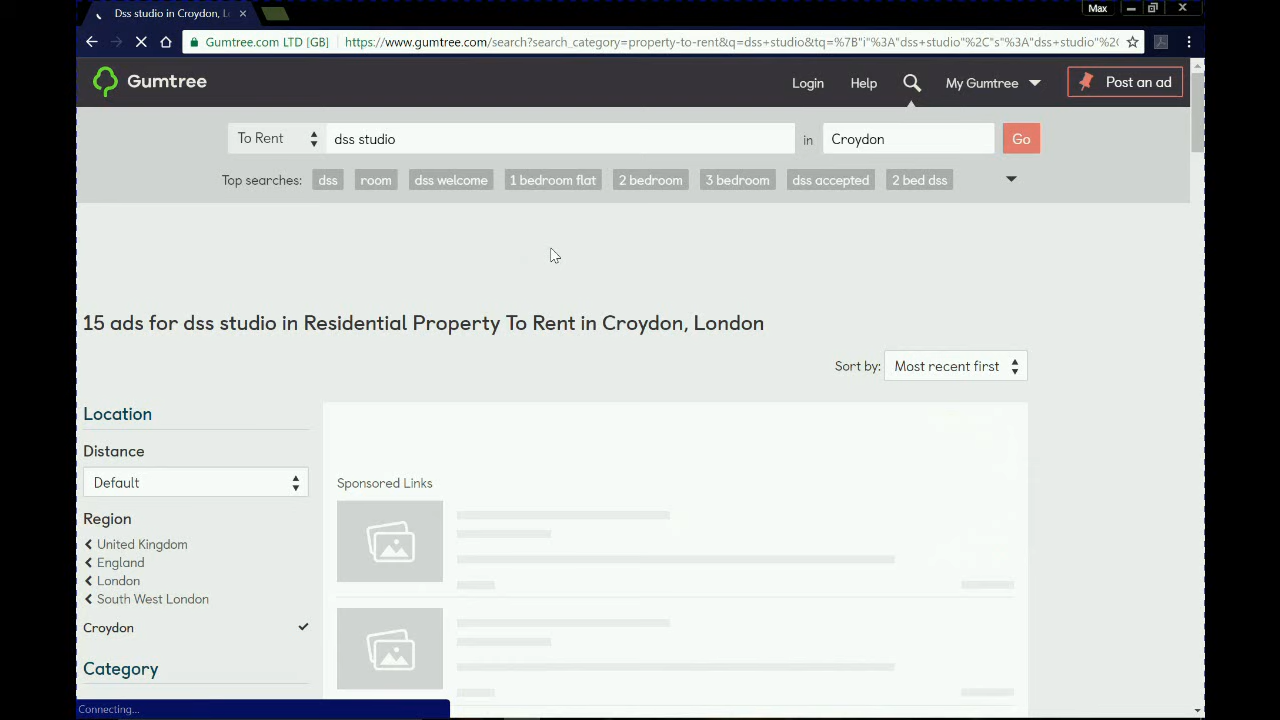 Dss studio in Croydon, L
Max
Gumtree.com LTD [GB]
https://www.gumtree.com/search?search_category=property-to-rent&q=dss+studio&tq=%7B"i"%3A"dss+studio"%2C"s"%3A"dss+studio"%2C
Gumtree
Login
Help
My Gumtree
Post an ad
To Rent
dss studio
in
Croydon
Go
Top searches:
dss
room
dss welcome
1 bedroom flat
2 bedroom
3 bedroom
dss accepted
2 bed dss
15 ads for dss studio in Residential Property To Rent in Croydon, London
Sort by:
Most recent first
Location
Distance
Default
Region
United Kingdom
England
London
South West London
Croydon
Category
Sponsored Links
Connecting...